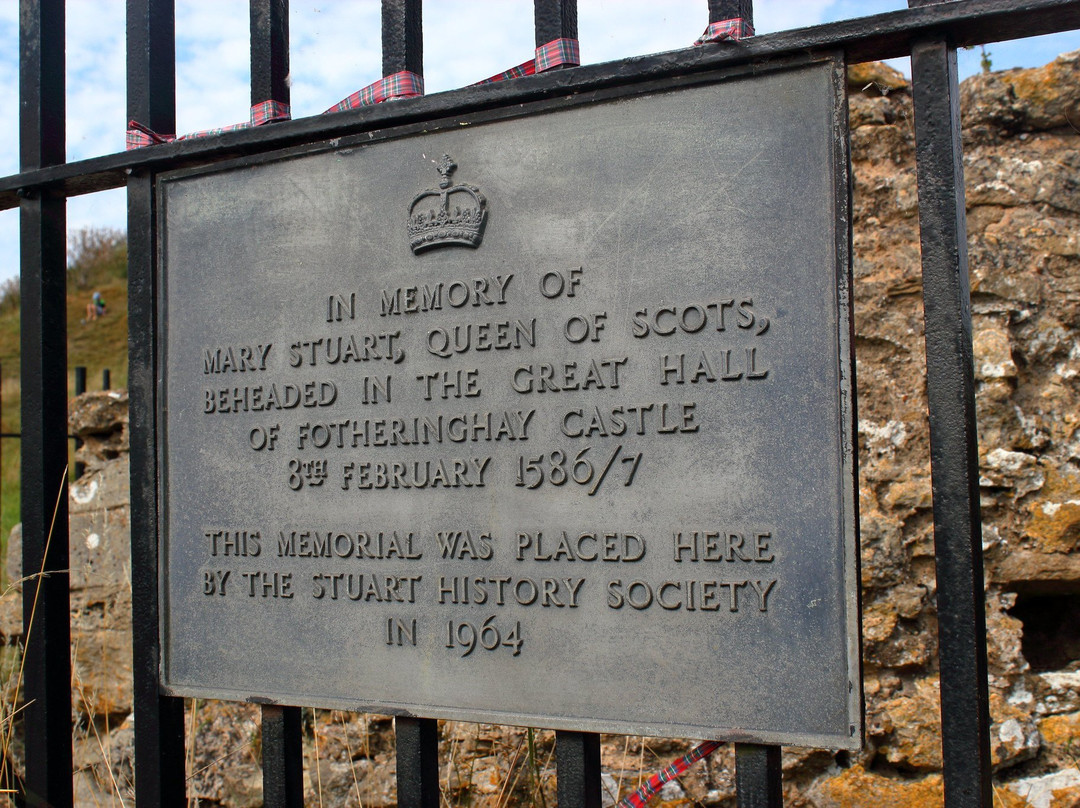 IN MEMORY OF
MARY STUART, QUEEN OF SCOTS,
BEHEADED IN THE GREAT HALL
OF FOTHERINGHAY CASTLE
8TH FEBRUARY 1586/7
THIS MEMORIAL WAS PLACED HERE
BY THE STUART HISTORY SOCIETY
IN 1964